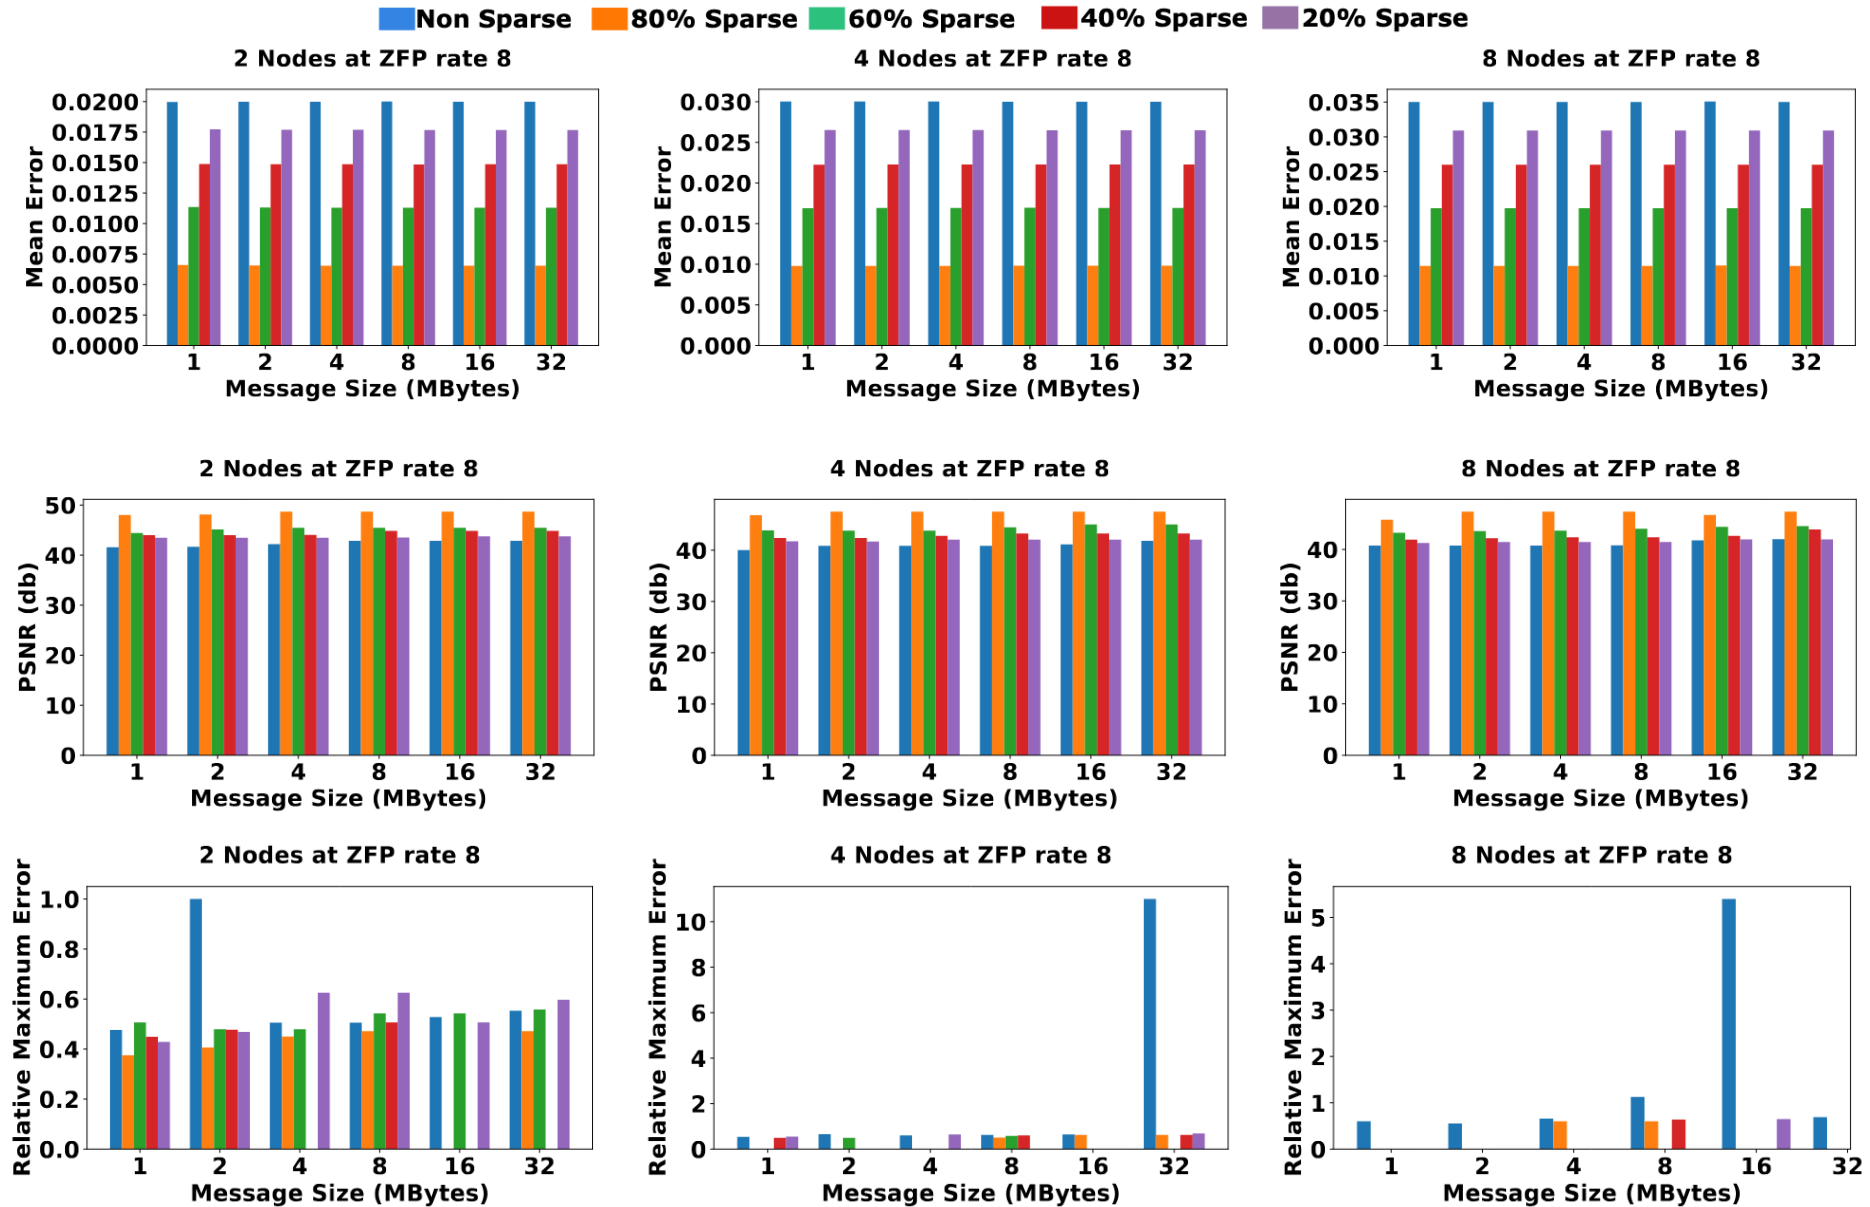 Non Sparse 80% Sparse 60% Sparse 40% Sparse 20% Sparse
2 Nodes at ZFP rate 8
Mean Error
0.0200
0.0175
0.0150
0.0125
0.0100
0.0075
0.0050
0.0025
0.0000
1 2 4 8 16 32
Message Size (MBytes)
4 Nodes at ZFP rate 8
Mean Error
0.030
0.025
0.020
0.015
0.010
0.005
0.000
1 2 4 8 16 32
Message Size (MBytes)
8 Nodes at ZFP rate 8
Mean Error
0.035
0.030
0.025
0.020
0.015
0.010
0.005
0.000
1 2 4 8 16 32
Message Size (MBytes)
2 Nodes at ZFP rate 8
PSNR (db)
50
40
30
20
10
0
1 2 4 8 16 32
Message Size (MBytes)
4 Nodes at ZFP rate 8
PSNR (db)
40
30
20
10
0
1 2 4 8 16 32
Message Size (MBytes)
8 Nodes at ZFP rate 8
PSNR (db)
40
30
20
10
0
1 2 4 8 16 32
Message Size (MBytes)
2 Nodes at ZFP rate 8
Relative Maximum Error
1.0
0.8
0.6
0.4
0.2
0.0
1 2 4 8 16 32
Message Size (MBytes)
4 Nodes at ZFP rate 8
Relative Maximum Error
10
8
6
4
2
0
1 2 4 8 16 32
Message Size (MBytes)
8 Nodes at ZFP rate 8
Relative Maximum Error
5
4
3
2
1
0
1 2 4 8 16 32
Message Size (MBytes)